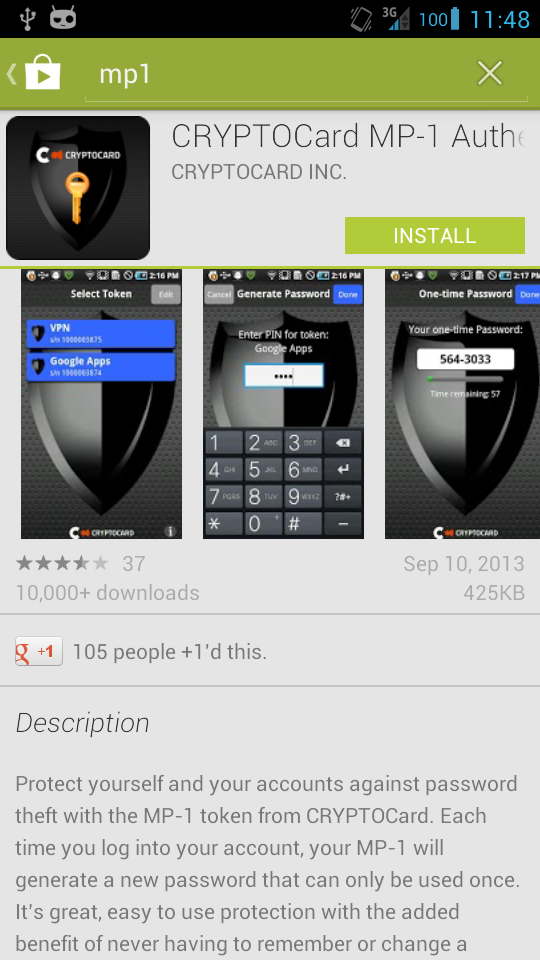 3G 100 11:48
mp1
CRYPTOCARD
CRYPTOCard MP-1 Authe
CRYPTOCARD INC.
INSTALL
2:16 PM
Select Token Edit
VPN
s/n 1000003875
Google Apps
s/n 1000003874
CRYPTOCARD
2:16 PM
Cancel Generate Password Done
Enter PIN for token:
Google Apps
••••
1 2 ABC 3 DEF
4 GHI 5 JKL 6 MNO
7 PQRS 8 TUV 9 WXYZ ?#+
* 0 + # –
2:17 PM
One-time Password Done
Your one-time Password:
564-3033
Time remaining: 57
CRYPTOCARD
37 Sep 10, 2013
10,000+ downloads 425KB
g +1 105 people +1'd this.
Description
Protect yourself and your accounts against password
theft with the MP-1 token from CRYPTOCard. Each
time you log into your account, your MP-1 will
generate a new password that can only be used once.
It's great, easy to use protection with the added
benefit of never having to remember or change a